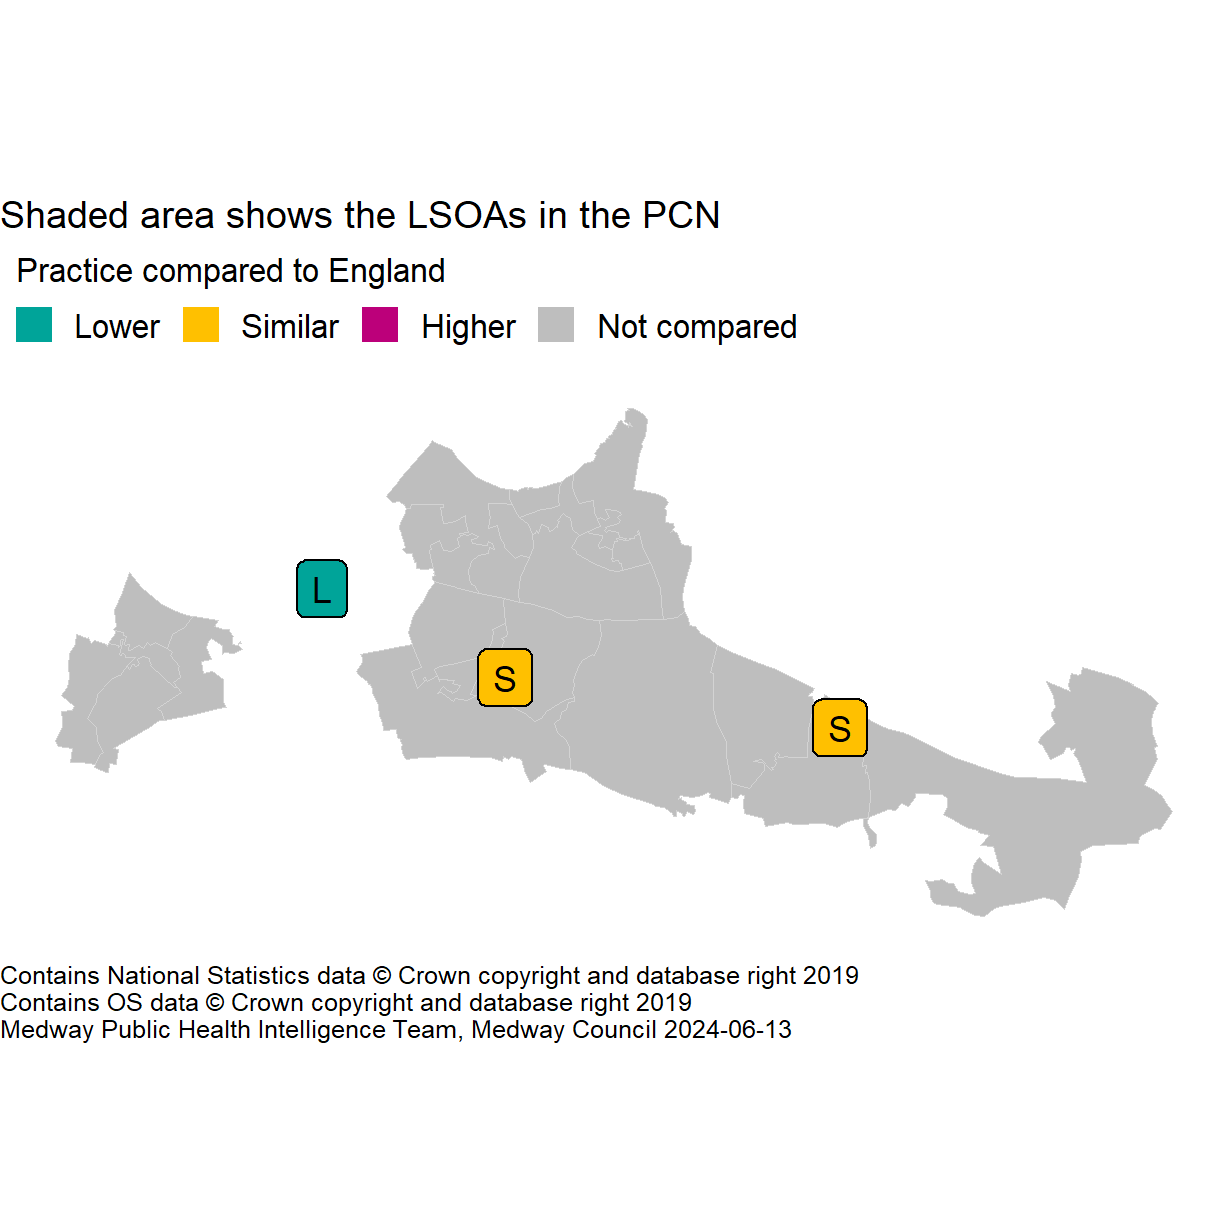 Shaded area shows the LSOAs in the PCN
Practice compared to England
Lower Similar Higher Not compared
L
S
S
Contains National Statistics data © Crown copyright and database right 2019
Contains OS data © Crown copyright and database right 2019
Medway Public Health Intelligence Team, Medway Council 2024-06-13